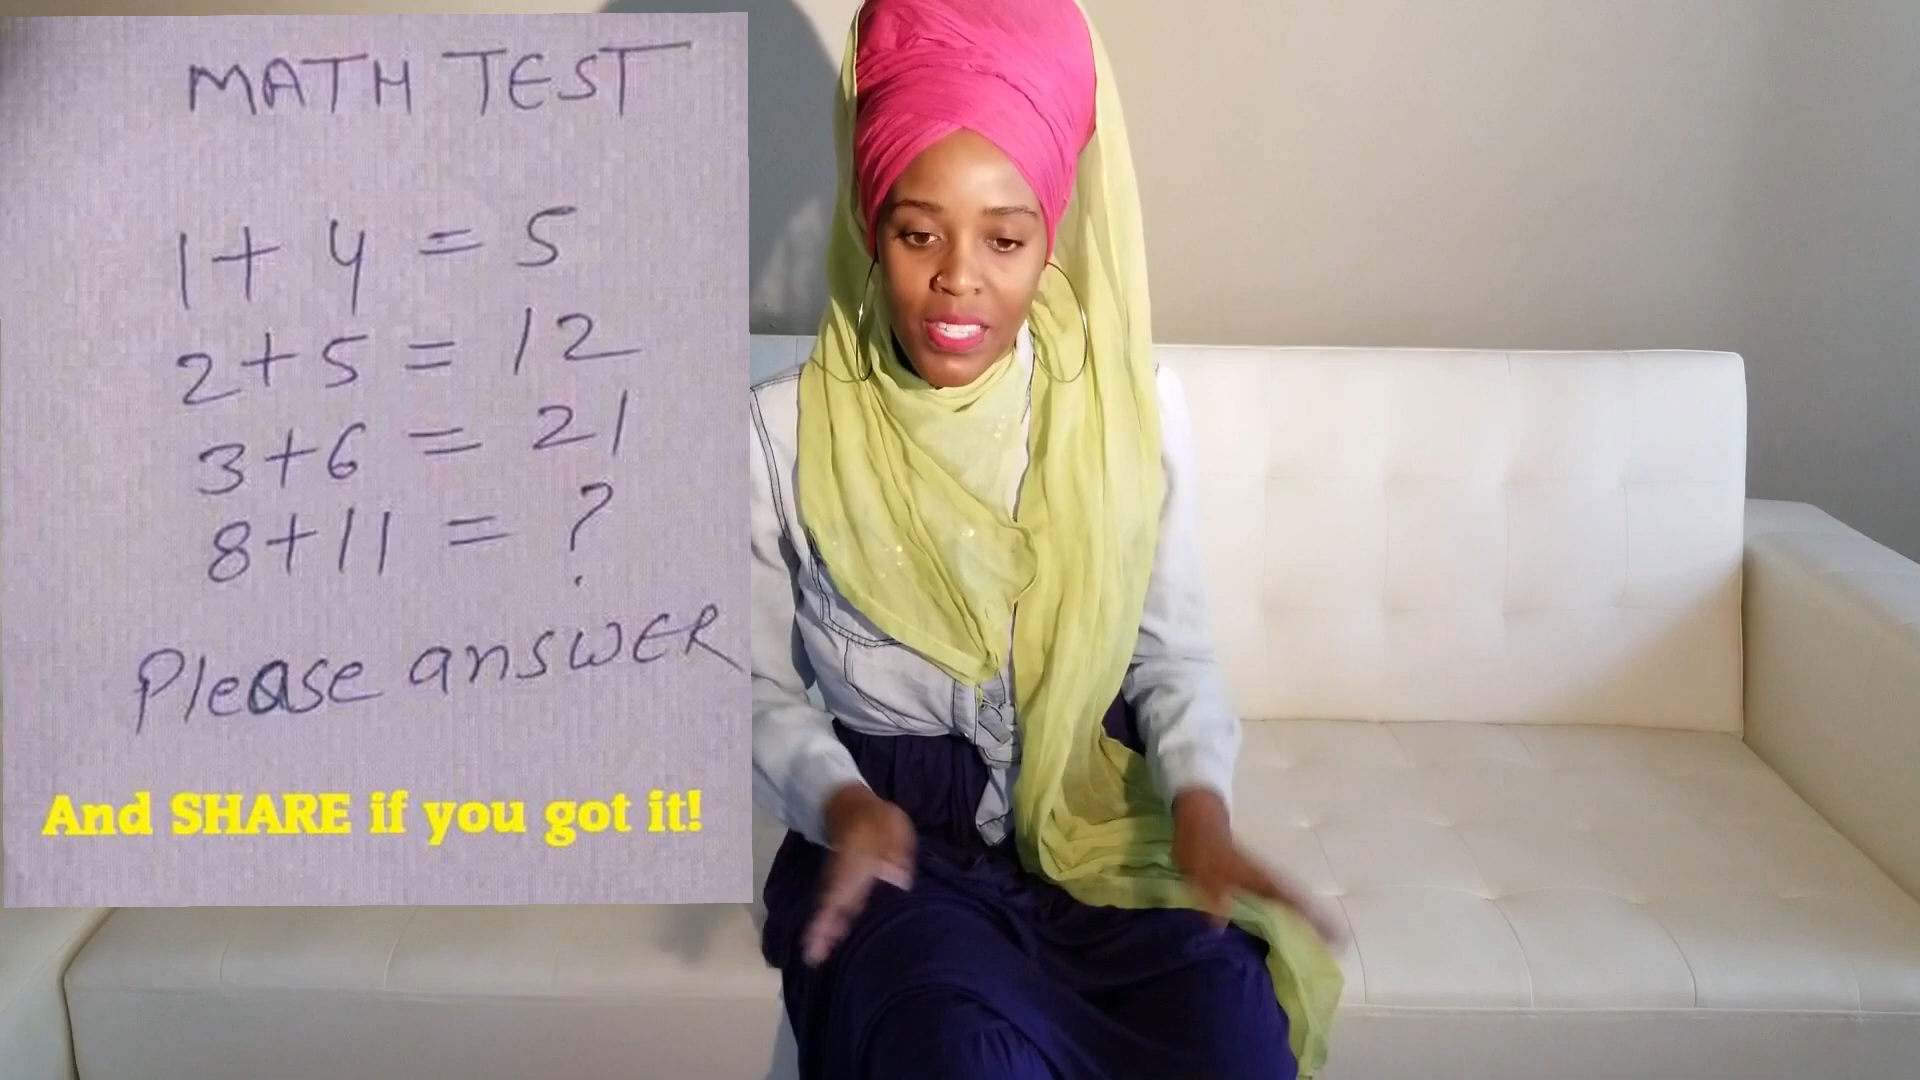 MATH TEST
1 + 4 = 5
2 + 5 = 12
3 + 6 = 21
8 + 11 = ?
Please answER
And SHARE if you got it!